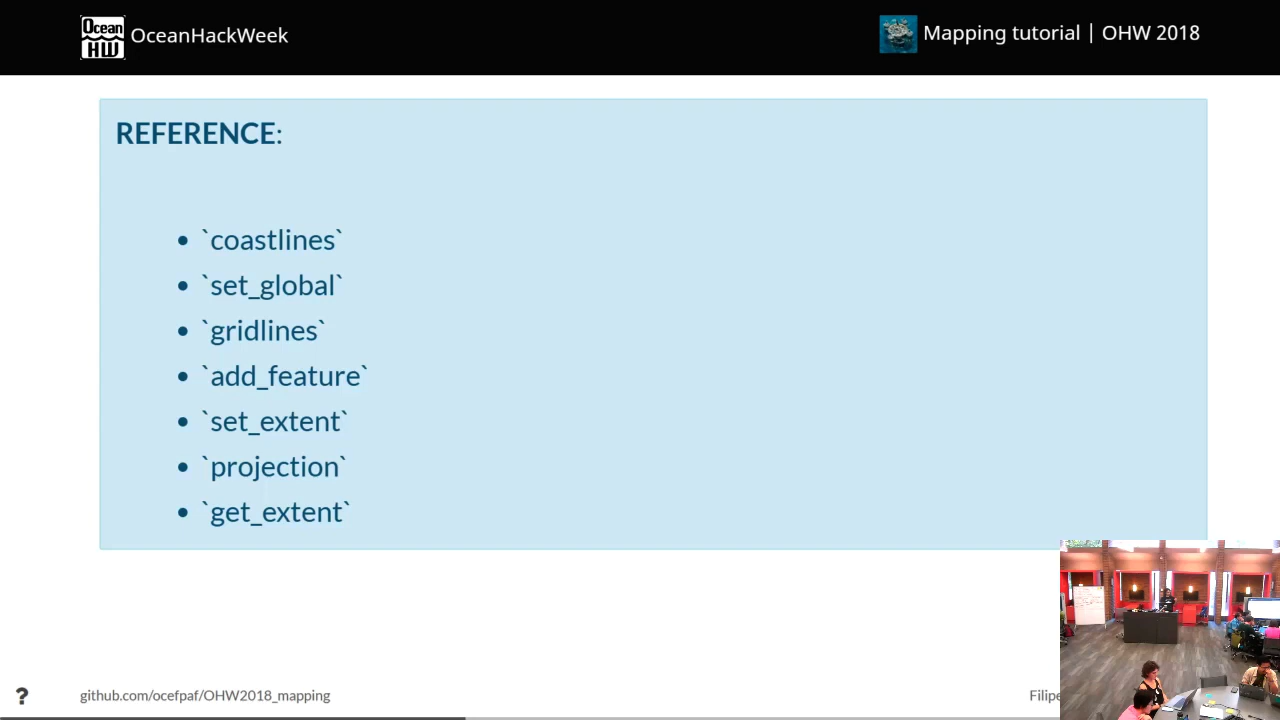 Ocean
HW
OceanHackWeek
Mapping tutorial | OHW 2018
REFERENCE:
• `coastlines`
• `set_global`
• `gridlines`
• `add_feature`
• `set_extent`
• `projection`
• `get_extent`
?
github.com/ocefpaf/OHW2018_mapping
Filipe